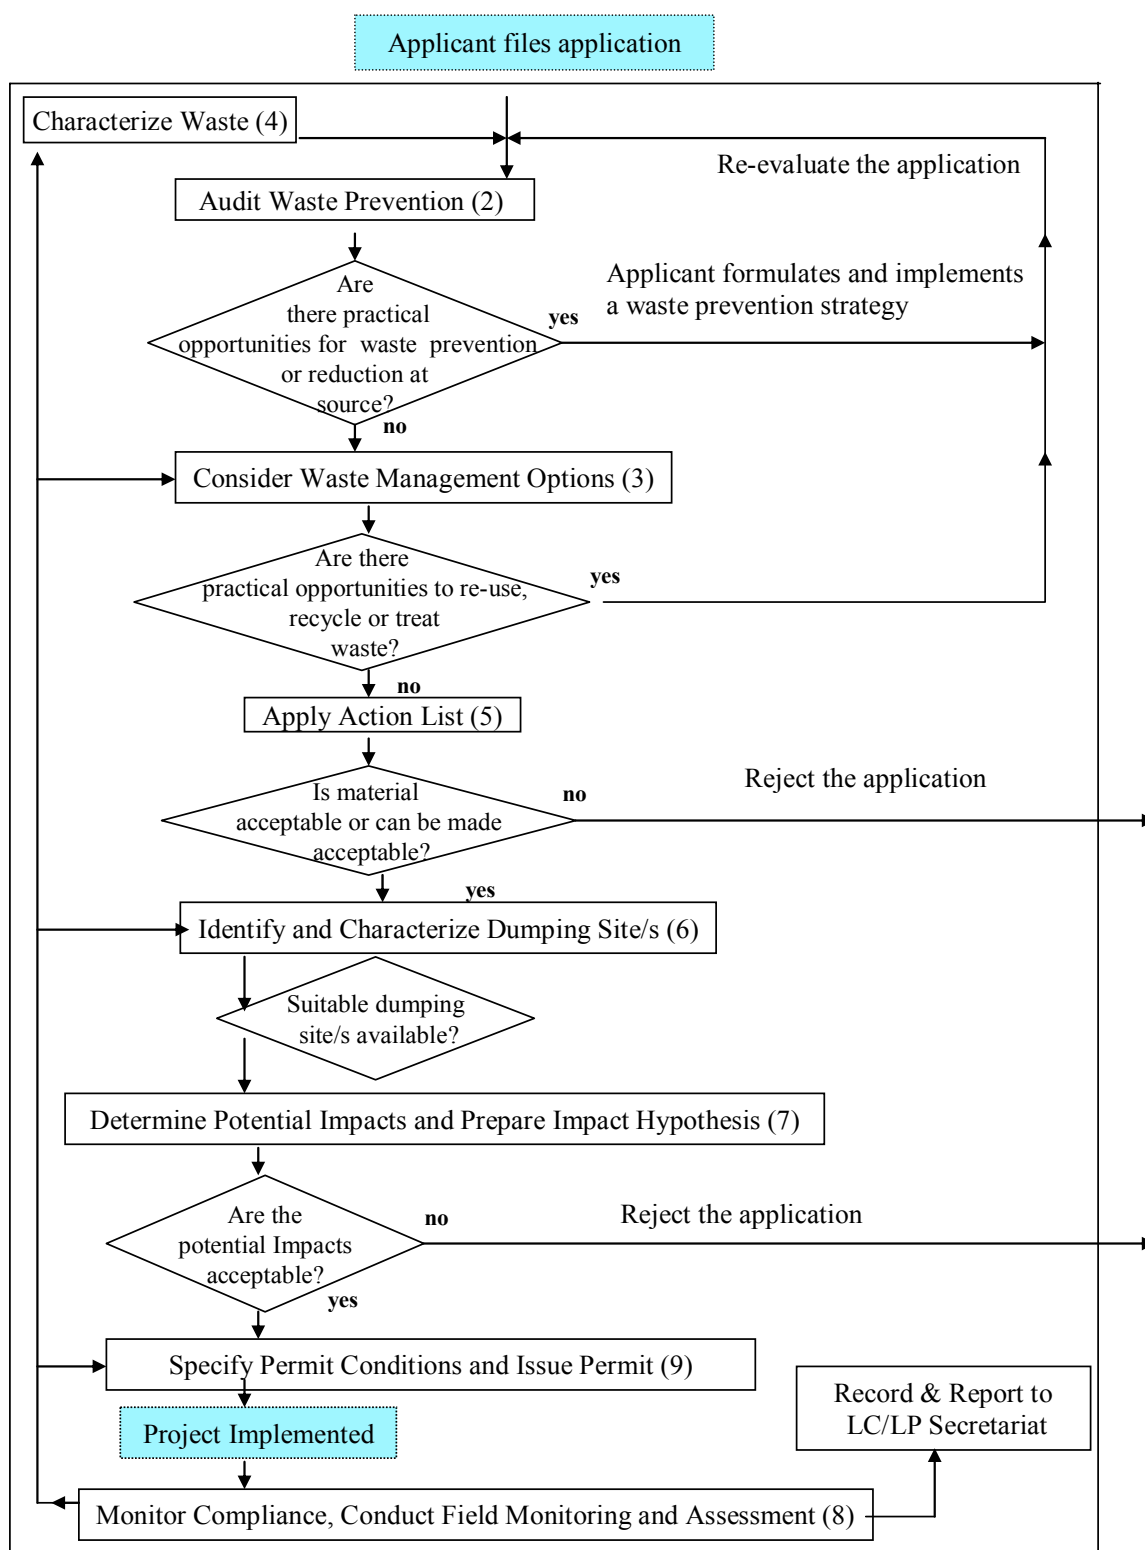 Applicant files application
Characterize Waste (4)
Re-evaluate the application
Audit Waste Prevention (2)
Applicant formulates and implements
a waste prevention strategy
Are
there practical
opportunities for waste prevention
or reduction at
source?
yes
no
Consider Waste Management Options (3)
Are there
practical opportunities to re-use,
recycle or treat
waste?
yes
no
Apply Action List (5)
Is material
acceptable or can be made
acceptable?
no
Reject the application
yes
Identify and Characterize Dumping Site/s (6)
Suitable dumping
site/s available?
Determine Potential Impacts and Prepare Impact Hypothesis (7)
Are the
potential Impacts
acceptable?
no
Reject the application
yes
Specify Permit Conditions and Issue Permit (9)
Record & Report to
LC/LP Secretariat
Project Implemented
Monitor Compliance, Conduct Field Monitoring and Assessment (8)